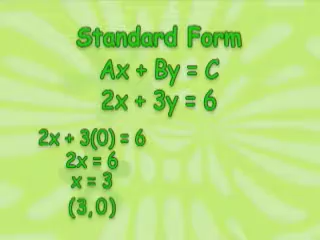 Standard Form
Ax + By = C
2x + 3y = 6
2x + 3(0) = 6
2x = 6
x = 3
(3, 0)